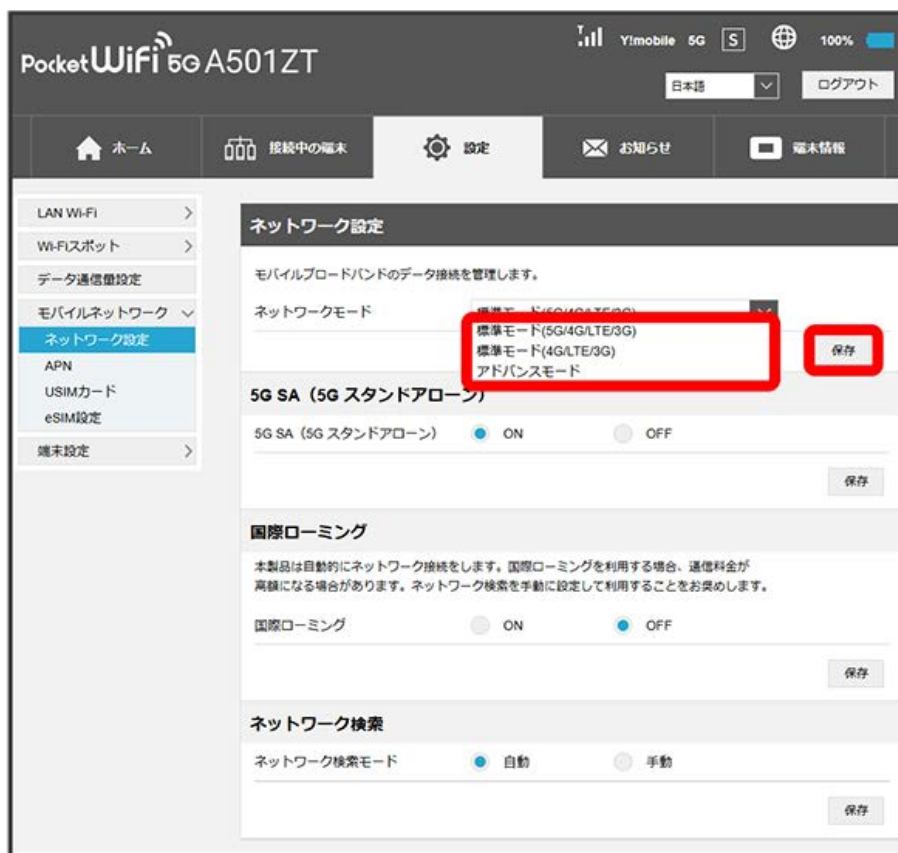 Y!mobile 5G S 100%
Pocket WiFi 5G A501ZT
日本語 ログアウト
ホーム 接続中の端末 設定 お知らせ 端末情報
LAN Wi-Fi
Wi-Fiスポット
データ通信量設定
モバイルネットワーク
ネットワーク設定
APN
USIMカード
eSIM設定
端末設定
ネットワーク設定
モバイルブロードバンドのデータ接続を管理します。
ネットワークモード 標準モード(5G/4G/LTE/3G)
標準モード(5G/4G/LTE/3G)
標準モード(4G/LTE/3G)
アドバンスモード
保存
5G SA（5G スタンドアローン）
5G SA（5G スタンドアローン） ON OFF
保存
国際ローミング
本製品は自動的にネットワーク接続をします。国際ローミングを利用する場合、通信料金が
高額になる場合があります。ネットワーク検索を手動に設定して利用することをお奨めします。
国際ローミング ON OFF
保存
ネットワーク検索
ネットワーク検索モード 自動 手動
保存